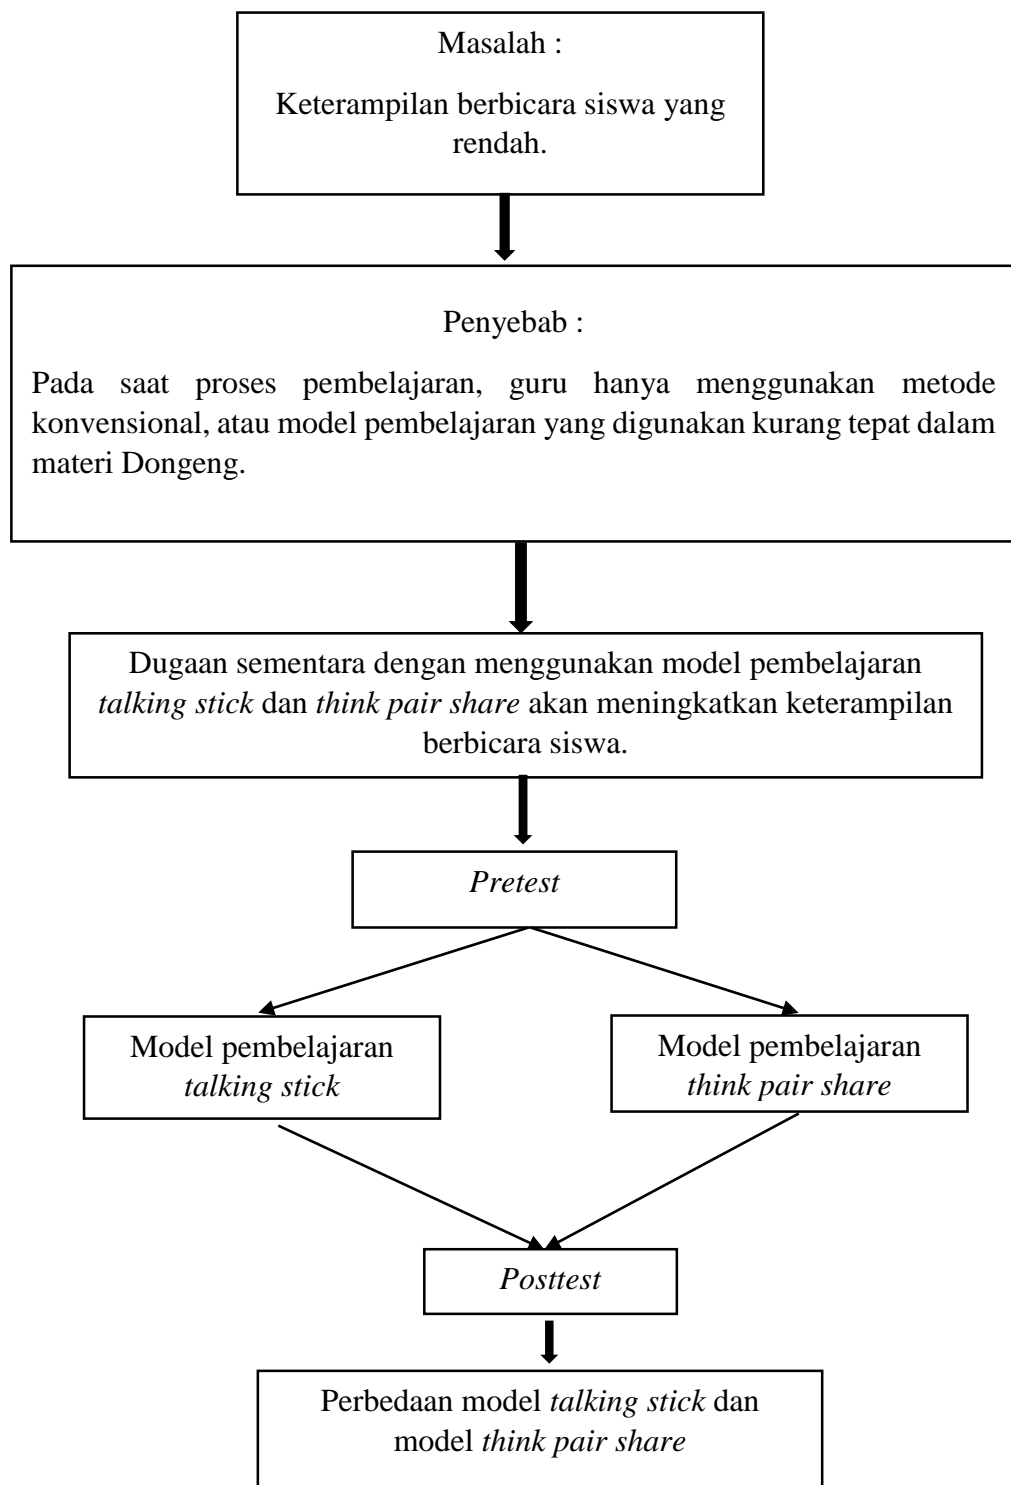 Masalah :
Keterampilan berbicara siswa yang
rendah.
Penyebab :
Pada saat proses pembelajaran, guru hanya menggunakan metode
konvensional, atau model pembelajaran yang digunakan kurang tepat dalam
materi Dongeng.
Dugaan sementara dengan menggunakan model pembelajaran
talking stick dan think pair share akan meningkatkan keterampilan
berbicara siswa.
Pretest
Model pembelajaran
talking stick
Model pembelajaran
think pair share
Posttest
Perbedaan model talking stick dan
model think pair share